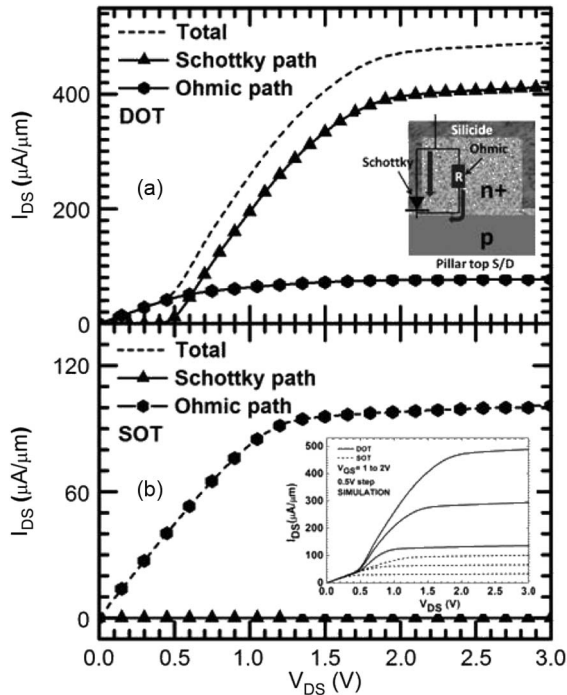 Total
Schottky path
Ohmic path
DOT
(a)
400
200
0
I_DS (μA/μm)
Silicide
Ohmic
Schottky
R
n+
p
Pillar top S/D
Total
Schottky path
Ohmic path
SOT
(b)
120
60
0
I_DS (μA/μm)
DOT
SOT
V_GS= 1 to 2V
0.5V step
SIMULATION
500
400
300
200
100
0
I_DS(μA/μm)
0.0 0.5 1.0 1.5 2.0 2.5 3.0
V_DS (V)
0.0 0.5 1.0 1.5 2.0 2.5 3.0
V_DS (V)